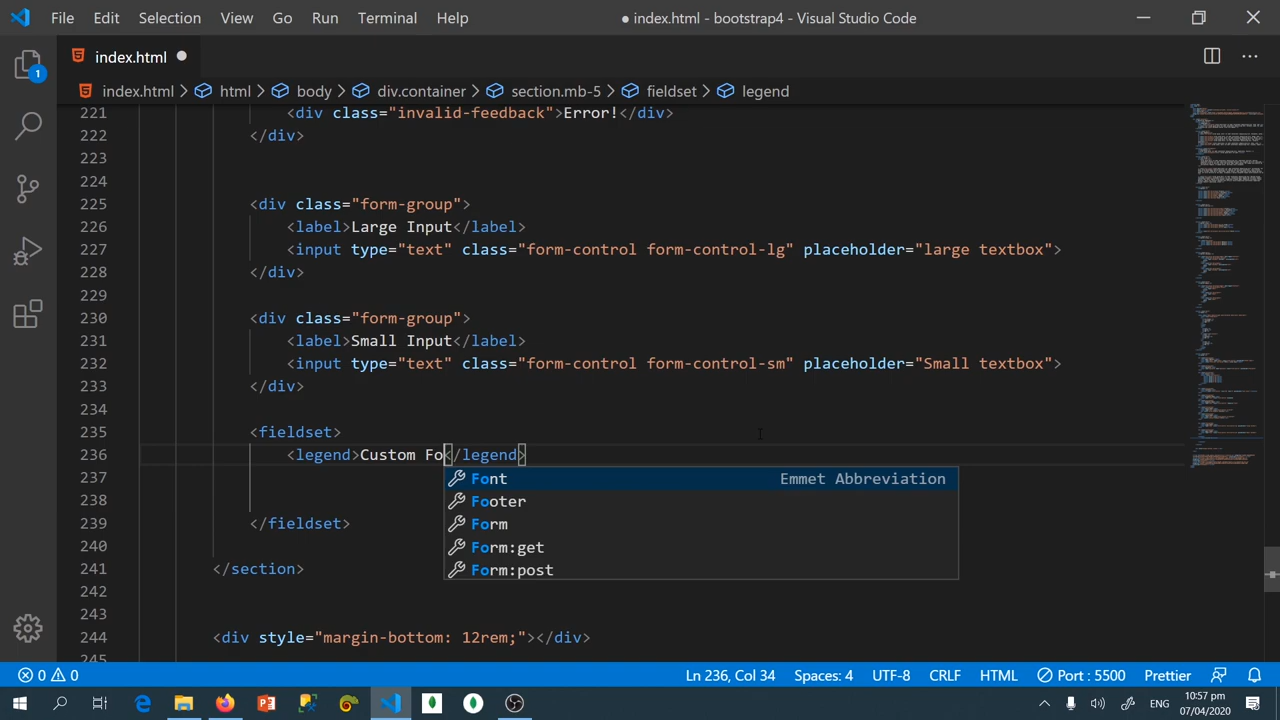 File Edit Selection View Go Run Terminal Help ● index.html - bootstrap4 - Visual Studio Code
index.html ●
1
index.html > html > body > div.container > section.mb-5 > fieldset > legend
221 <div class="invalid-feedback">Error!</div>
222 </div>
223
224
225 <div class="form-group">
226 <label>Large Input</label>
227 <input type="text" class="form-control form-control-lg" placeholder="large textbox">
228 </div>
229
230 <div class="form-group">
231 <label>Small Input</label>
232 <input type="text" class="form-control form-control-sm" placeholder="Small textbox">
233 </div>
234
235 <fieldset>
236 <legend>Custom Fo</legend>
237 Font Emmet Abbreviation
238 Footer
239 </fieldset> Form
240 Form:get
241 </section> Form:post
242
243
244 <div style="margin-bottom: 12rem;"></div>
245
0 0 Ln 236, Col 34 Spaces: 4 UTF-8 CRLF HTML Port : 5500 Prettier
ENG 10:57 pm
07/04/2020